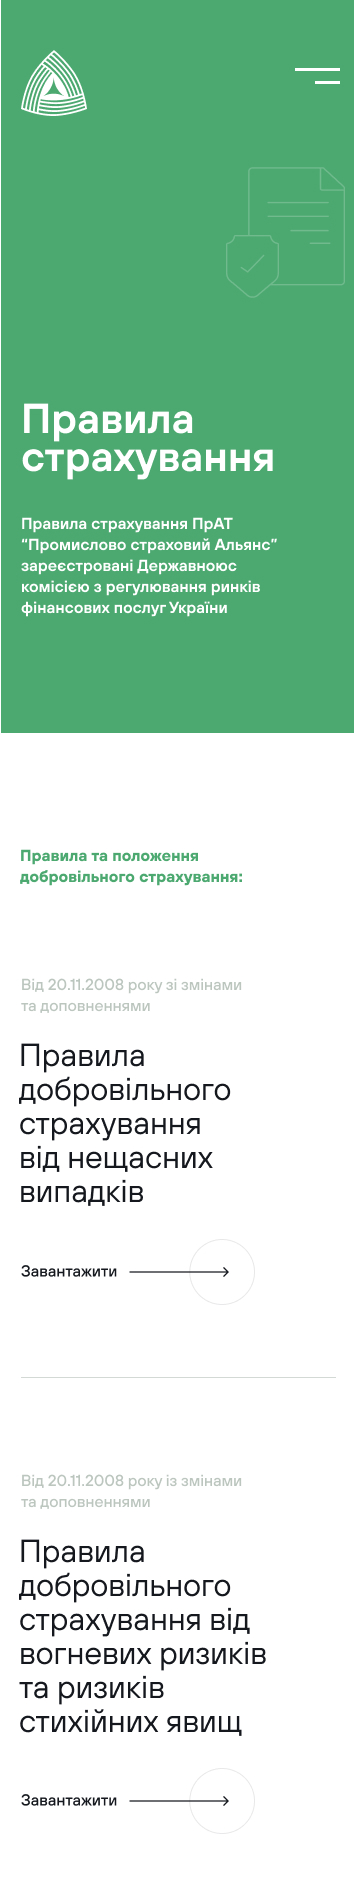 Правила
страхування
Правила страхування ПрАТ
“Промислово страховий Альянс”
зареєстровані Державноюс
комісією з регулювання ринків
фінансових послуг України
Правила та положення
добровільного страхування:
Від 20.11.2008 року зі змінами
та доповненнями
Правила
добровільного
страхування
від нещасних
випадків
Завантажити
Від 20.11.2008 року із змінами
та доповненнями
Правила
добровільного
страхування від
вогневих ризиків
та ризиків
стихійних явищ
Завантажити